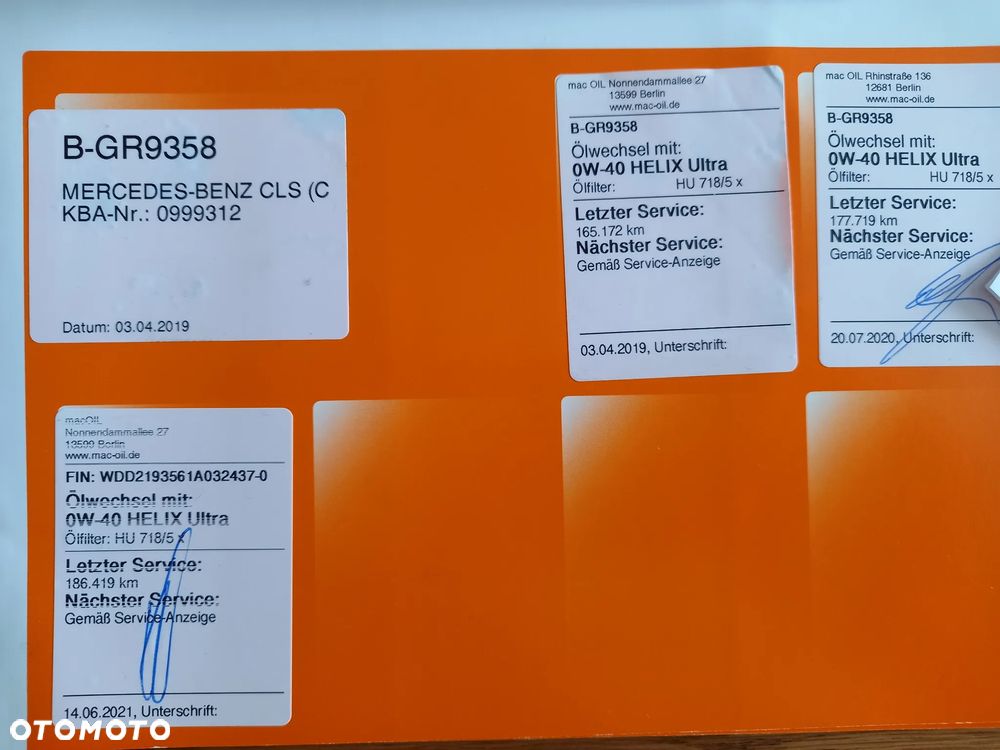 B-GR9358
MERCEDES-BENZ CLS (C
KBA-Nr.: 0999312
Datum: 03.04.2019
mac OIL Nonnendammallee 27
13599 Berlin
www.mac-oil.de
B-GR9358
Ölwechsel mit:
0W-40 HELIX Ultra
Ölfilter: HU 718/5 x
Letzter Service:
165.172 km
Nächster Service:
Gemäß Service-Anzeige
03.04.2019, Unterschrift:
mac OIL Rhinstraße 136
12681 Berlin
www.mac-oil.de
B-GR9358
Ölwechsel mit:
0W-40 HELIX Ultra
Ölfilter: HU 718/5 x
Letzter Service:
177.719 km
Nächster Service:
Gemäß Service-Anzeige
20.07.2020, Unterschrift:
macOIL
Nonnendammallee 27
13599 Berlin
www.mac-oil.de
FIN: WDD2193561A032437-0
Ölwechsel mit:
0W-40 HELIX Ultra
Ölfilter: HU 718/5 x
Letzter Service:
186.419 km
Nächster Service:
Gemäß Service-Anzeige
14.06.2021, Unterschrift:
OTOMOTO